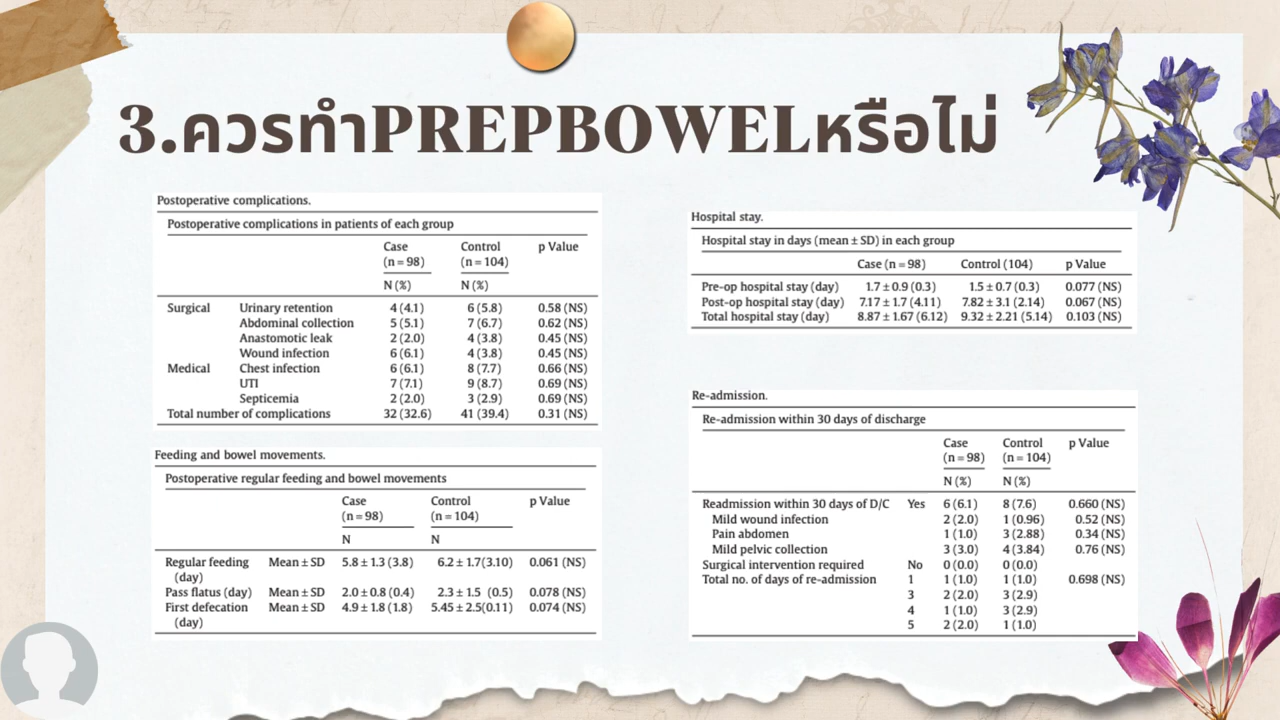 3.ควรทำPREPBOWELหรือไม่
Postoperative complications.
Postoperative complications in patients of each group
Case Control p Value
(n = 98) (n = 104)
N (%) N (%)
Surgical Urinary retention 4 (4.1) 6 (5.8) 0.58 (NS)
Abdominal collection 5 (5.1) 7 (6.7) 0.62 (NS)
Anastomotic leak 2 (2.0) 4 (3.8) 0.45 (NS)
Wound infection 6 (6.1) 4 (3.8) 0.45 (NS)
Medical Chest infection 6 (6.1) 8 (7.7) 0.66 (NS)
UTI 7 (7.1) 9 (8.7) 0.69 (NS)
Septicemia 2 (2.0) 3 (2.9) 0.69 (NS)
Total number of complications 32 (32.6) 41 (39.4) 0.31 (NS)
Feeding and bowel movements.
Postoperative regular feeding and bowel movements
Case Control p Value
(n = 98) (n = 104)
N N
Regular feeding Mean ± SD 5.8 ± 1.3 (3.8) 6.2 ± 1.7(3.10) 0.061 (NS)
(day)
Pass flatus (day) Mean ± SD 2.0 ± 0.8 (0.4) 2.3 ± 1.5 (0.5) 0.078 (NS)
First defecation Mean ± SD 4.9 ± 1.8 (1.8) 5.45 ± 2.5(0.11) 0.074 (NS)
(day)
Hospital stay.
Hospital stay in days (mean ± SD) in each group
Case (n = 98) Control (104) p Value
Pre-op hospital stay (day) 1.7 ± 0.9 (0.3) 1.5 ± 0.7 (0.3) 0.077 (NS)
Post-op hospital stay (day) 7.17 ± 1.7 (4.11) 7.82 ± 3.1 (2.14) 0.067 (NS)
Total hospital stay (day) 8.87 ± 1.67 (6.12) 9.32 ± 2.21 (5.14) 0.103 (NS)
Re-admission.
Re-admission within 30 days of discharge
Case Control p Value
(n = 98) (n = 104)
N (%) N (%)
Readmission within 30 days of D/C Yes 6 (6.1) 8 (7.6) 0.660 (NS)
Mild wound infection 2 (2.0) 1 (0.96) 0.52 (NS)
Pain abdomen 1 (1.0) 3 (2.88) 0.34 (NS)
Mild pelvic collection 3 (3.0) 4 (3.84) 0.76 (NS)
Surgical intervention required No 0 (0.0) 0 (0.0)
Total no. of days of re-admission 1 1 (1.0) 1 (1.0) 0.698 (NS)
3 2 (2.0) 3 (2.9)
4 1 (1.0) 3 (2.9)
5 2 (2.0) 1 (1.0)